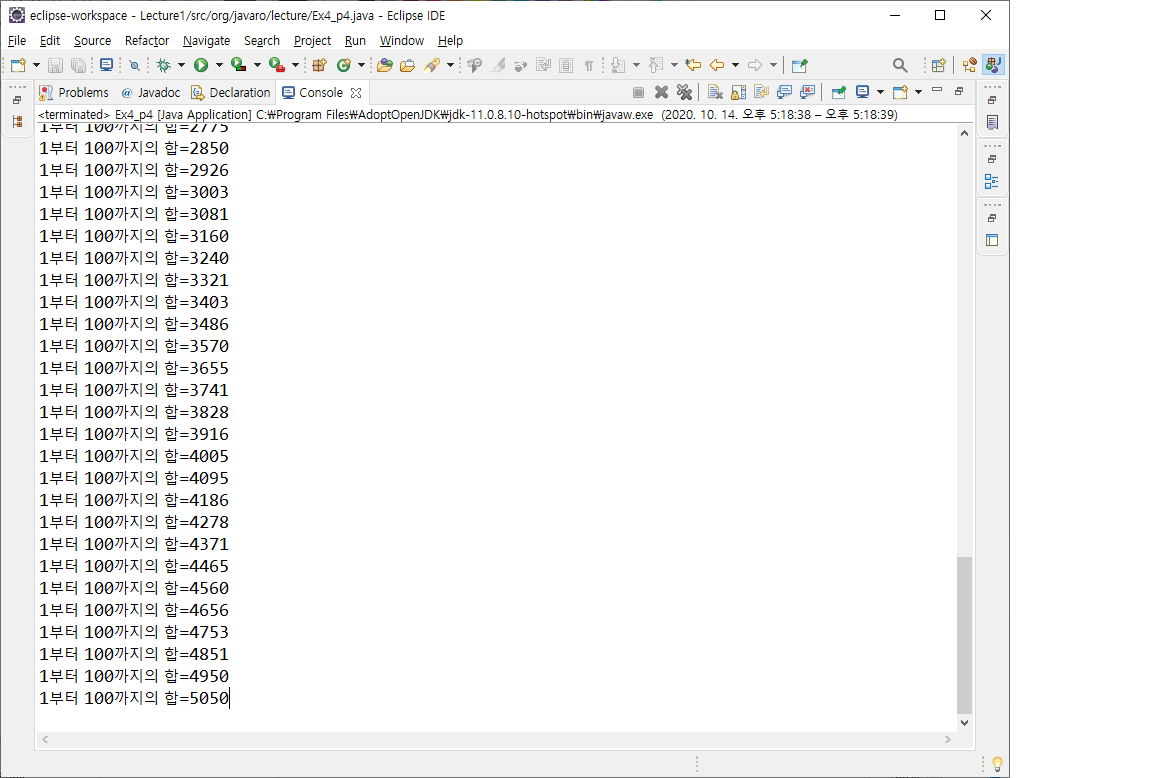 eclipse-workspace - Lecture1/src/org/javaro/lecture/Ex4_p4.java - Eclipse IDE
File Edit Source Refactor Navigate Search Project Run Window Help
Problems @ Javadoc Declaration Console
<terminated> Ex4_p4 [Java Application] C:₩Program Files₩AdoptOpenJDK₩jdk-11.0.8.10-hotspot₩bin₩javaw.exe (2020. 10. 14. 오후 5:18:38 – 오후 5:18:39)
1부터 100까지의 합=2775
1부터 100까지의 합=2850
1부터 100까지의 합=2926
1부터 100까지의 합=3003
1부터 100까지의 합=3081
1부터 100까지의 합=3160
1부터 100까지의 합=3240
1부터 100까지의 합=3321
1부터 100까지의 합=3403
1부터 100까지의 합=3486
1부터 100까지의 합=3570
1부터 100까지의 합=3655
1부터 100까지의 합=3741
1부터 100까지의 합=3828
1부터 100까지의 합=3916
1부터 100까지의 합=4005
1부터 100까지의 합=4095
1부터 100까지의 합=4186
1부터 100까지의 합=4278
1부터 100까지의 합=4371
1부터 100까지의 합=4465
1부터 100까지의 합=4560
1부터 100까지의 합=4656
1부터 100까지의 합=4753
1부터 100까지의 합=4851
1부터 100까지의 합=4950
1부터 100까지의 합=5050